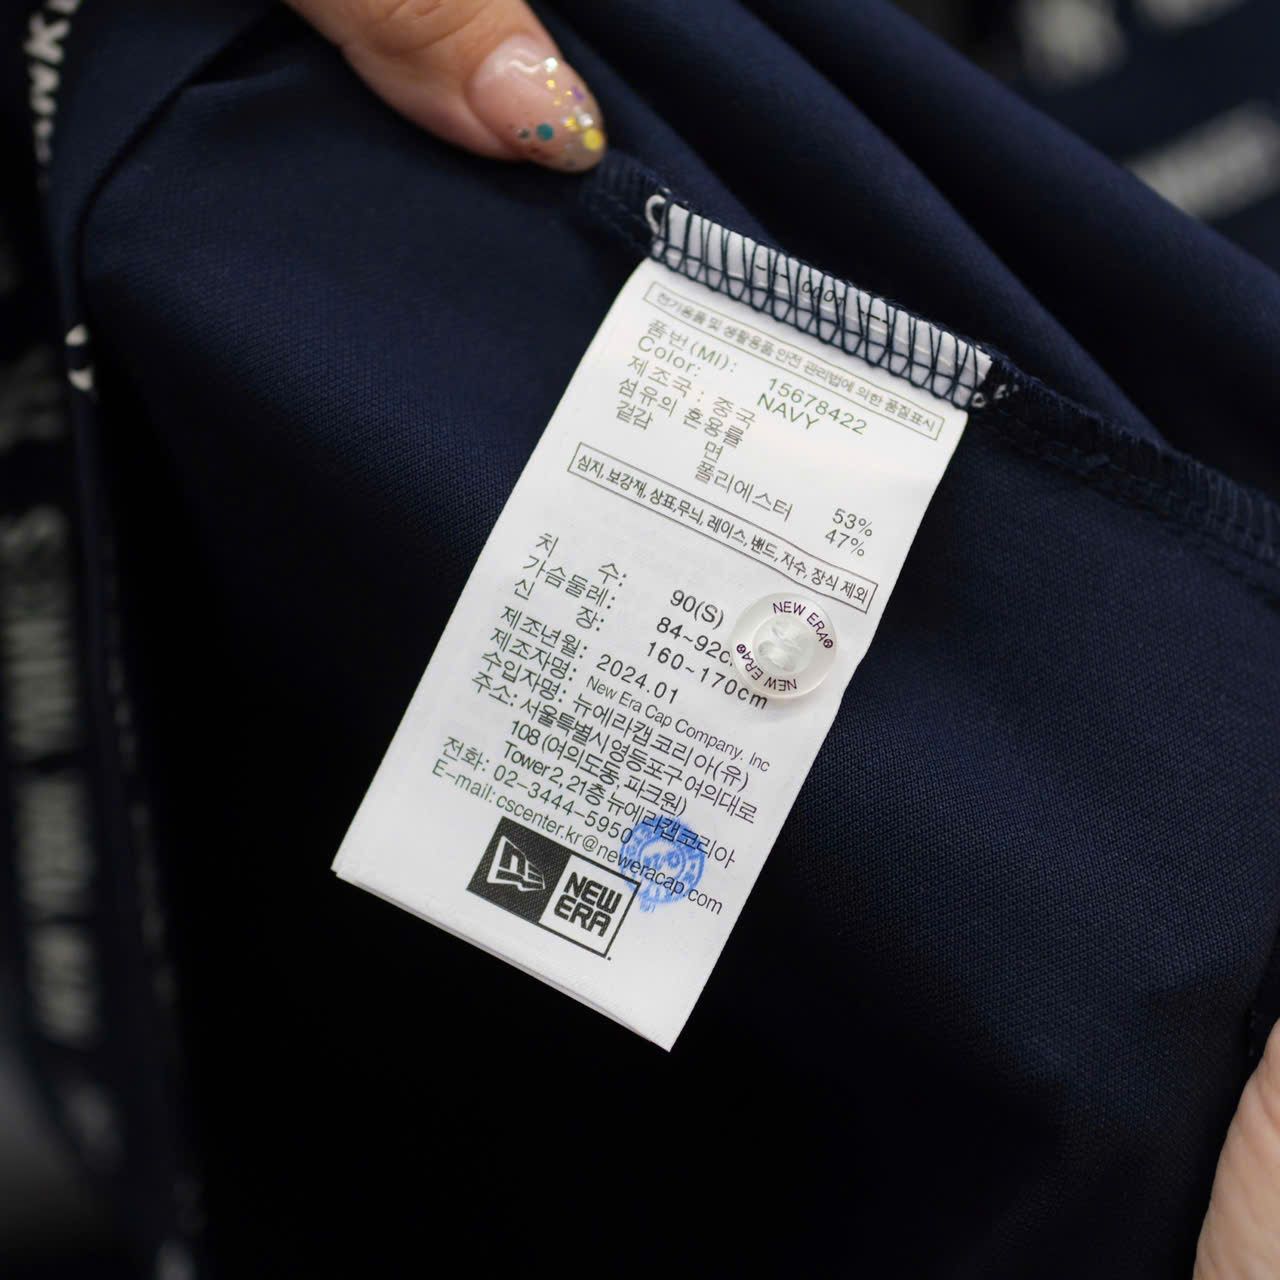 전기용품 및 생활용품 안전 관리법에 의한 품질표시
품번(MI): 15678422
Color: NAVY
제조국: 중국
섬유의 혼용률
겉감 면 53%
폴리에스터 47%
심지, 보강재, 상표,무늬, 레이스, 밴드, 자수, 장식 제외
치 수: 90(S)
가슴둘레: 84~92c
신 장: 160~170cm
제조년월: 2024.01
제조자명: New Era Cap Company. Inc
수입자명: 뉴에라캡코리아(유)
주소: 서울특별시영등포구여의대로
108(여의도동, 파크원)
Tower2, 21층 뉴에라캡코리아
전화: 02-3444-5950
E-mail: cscenter.kr@neweracap.com
NEW
ERA
NEW ERA®
NEW ERA®